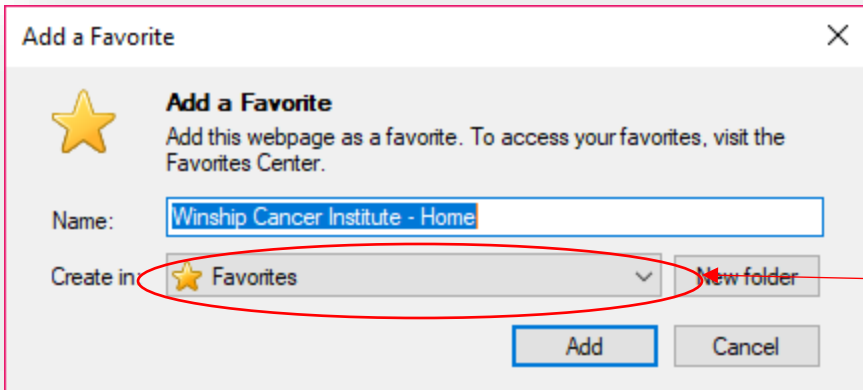 Add a Favorite
Add a Favorite
Add this webpage as a favorite. To access your favorites, visit the
Favorites Center.
Name: Winship Cancer Institute - Home
Create in: Favorites New folder
Add Cancel